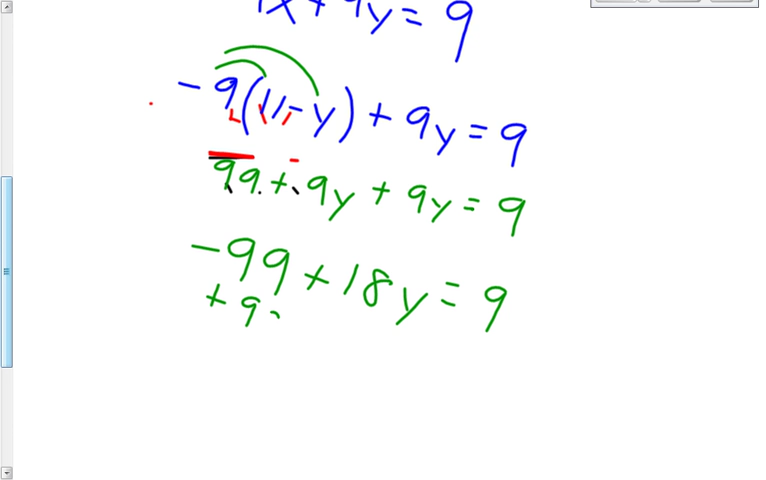 x + 9y = 9
- 9(11 - y) + 9y = 9
99 + 9y + 9y = 9
- 99 + 18y = 9
+ 9